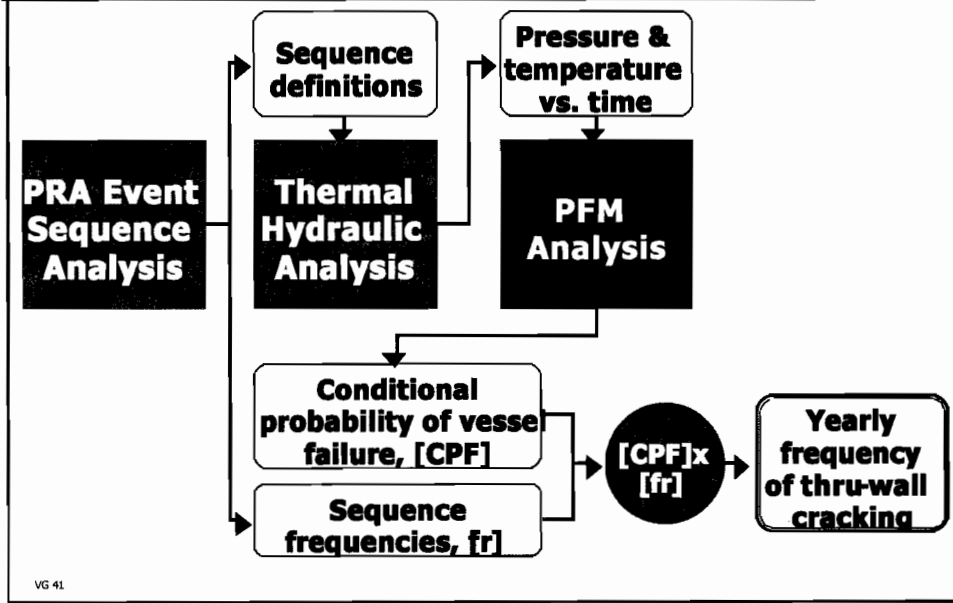 Sequence
definitions
Pressure &
temperature
vs. time
PRA Event
Sequence
Analysis
Thermal
Hydraulic
Analysis
PFM
Analysis
Conditional
probability of vessel
failure, [CPF]
Sequence
frequencies, fr]
[CPF]x
[fr]
Yearly
frequency
of thru-wall
cracking
VG 41